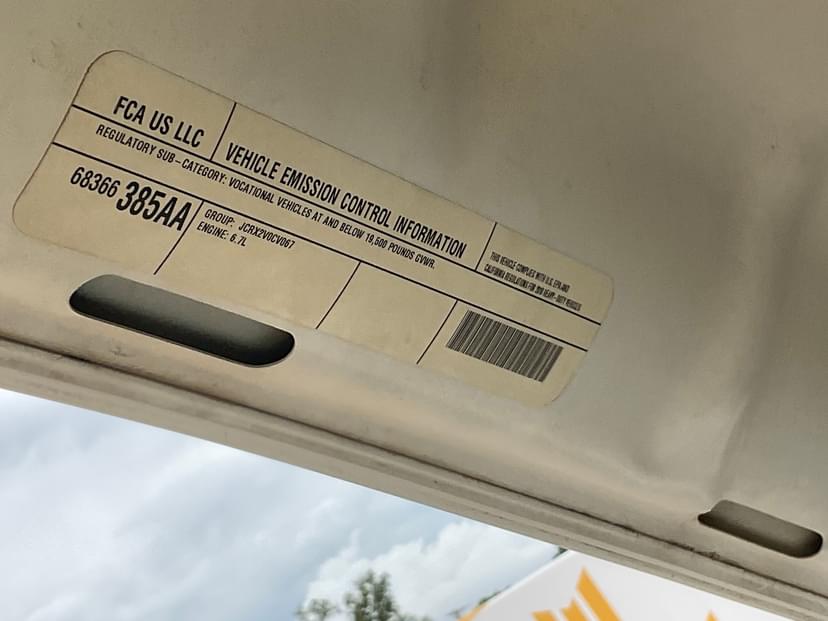 FCA US LLC
VEHICLE EMISSION CONTROL INFORMATION
THIS VEHICLE COMPLIES WITH U.S. EPA AND
CALIFORNIA REGULATIONS FOR 2018 HEAVY-DUTY VEHICLES
REGULATORY SUB-CATEGORY: VOCATIONAL VEHICLES AT AND BELOW 19,500 POUNDS GVWR.
68366 385AA
GROUP: JCRX2VOCV067
ENGINE: 6.7L